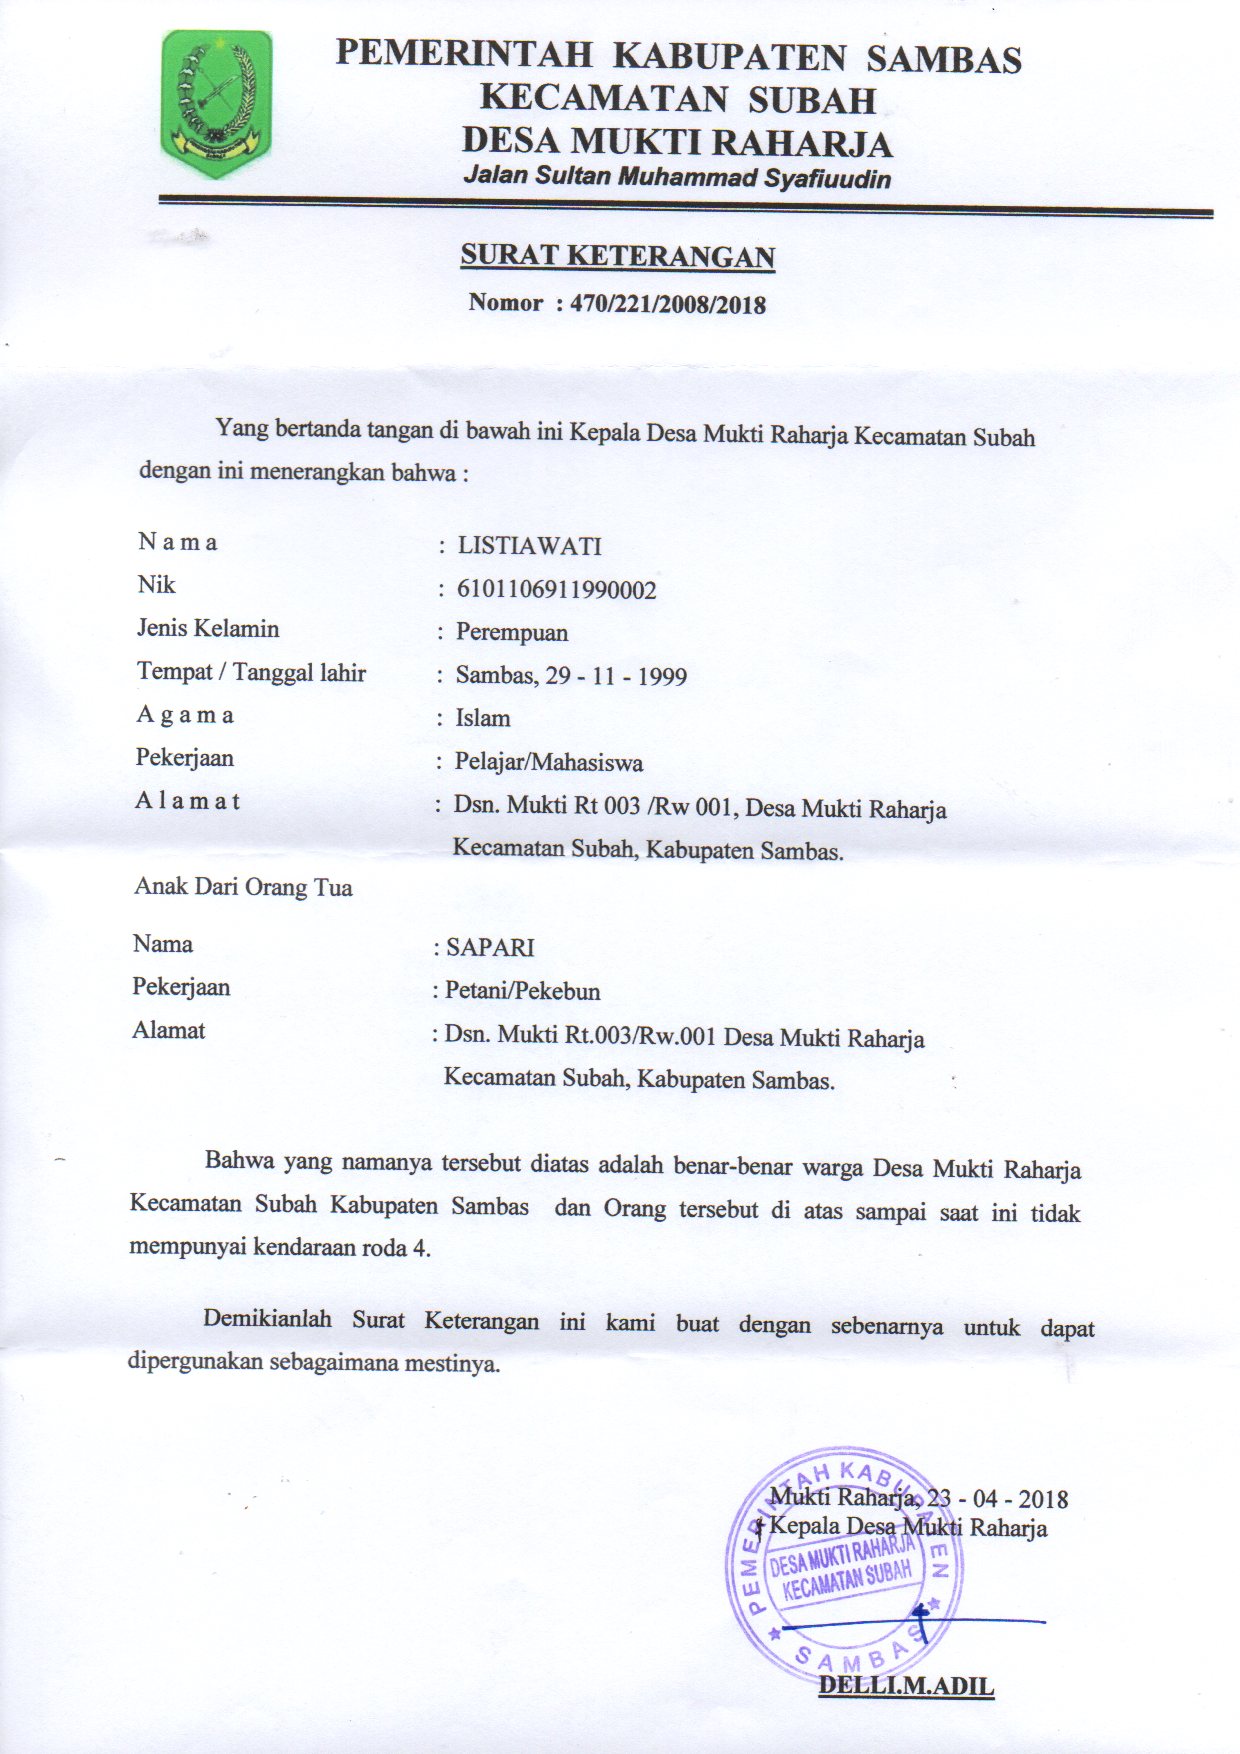 PEMERINTAH KABUPATEN SAMBAS
KECAMATAN SUBAH
DESA MUKTI RAHARJA
Jalan Sultan Muhammad Syafiuudin
SURAT KETERANGAN
Nomor : 470/221/2008/2018
Yang bertanda tangan di bawah ini Kepala Desa Mukti Raharja Kecamatan Subah
dengan ini menerangkan bahwa :
N a m a : LISTIAWATI
Nik : 6101106911990002
Jenis Kelamin : Perempuan
Tempat / Tanggal lahir : Sambas, 29 - 11 - 1999
A g a m a : Islam
Pekerjaan : Pelajar/Mahasiswa
A l a m a t : Dsn. Mukti Rt 003 /Rw 001, Desa Mukti Raharja
Kecamatan Subah, Kabupaten Sambas.
Anak Dari Orang Tua
Nama : SAPARI
Pekerjaan : Petani/Pekebun
Alamat : Dsn. Mukti Rt.003/Rw.001 Desa Mukti Raharja
Kecamatan Subah, Kabupaten Sambas.
Bahwa yang namanya tersebut diatas adalah benar-benar warga Desa Mukti Raharja
Kecamatan Subah Kabupaten Sambas dan Orang tersebut di atas sampai saat ini tidak
mempunyai kendaraan roda 4.
Demikianlah Surat Keterangan ini kami buat dengan sebenarnya untuk dapat
dipergunakan sebagaimana mestinya.
Mukti Raharja, 23 - 04 - 2018
Kepala Desa Mukti Raharja
PEMERINTAH KABUPATEN
DESA MUKTI RAHARJA
KECAMATAN SUBAH
SAMBAS
DELLI.M.ADIL